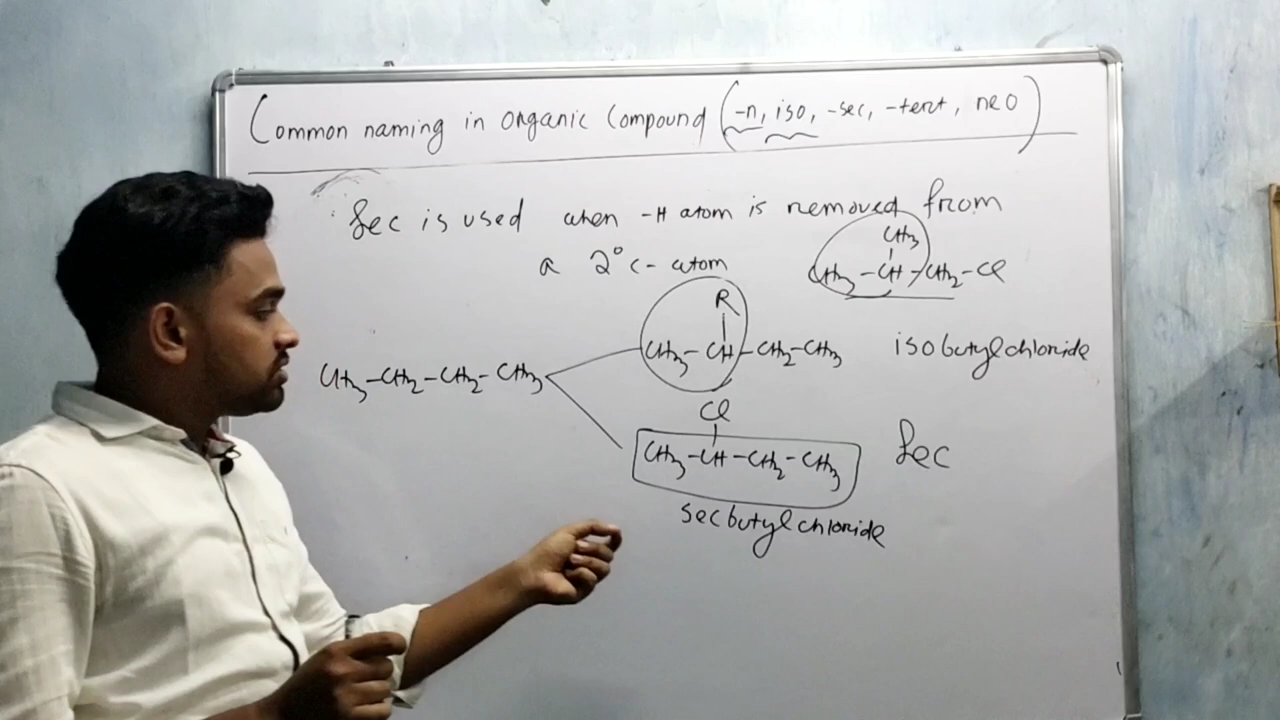 Common naming in organic Compound (-n, iso, -sec, -tert, neo)
Sec is used when -H atom is removed from
a 2° c-atom
CH3
CH3-CH-CH2-Cl
R
CH3-CH-CH2-CH3
isobutylchloride
CH3-CH2-CH2-CH3
Cl
CH3-CH-CH2-CH3
Sec
sec butyl chloride